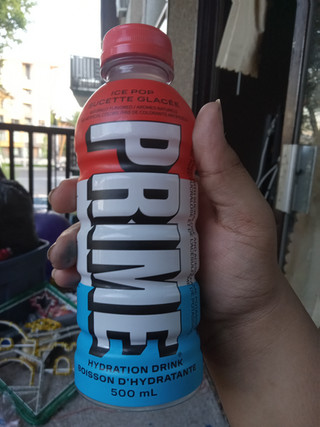 ICE POP
SUCETTE GLACÉE
PRIME
HYDRATION DRINK
BOISSON D'HYDRATANTE
500 mL